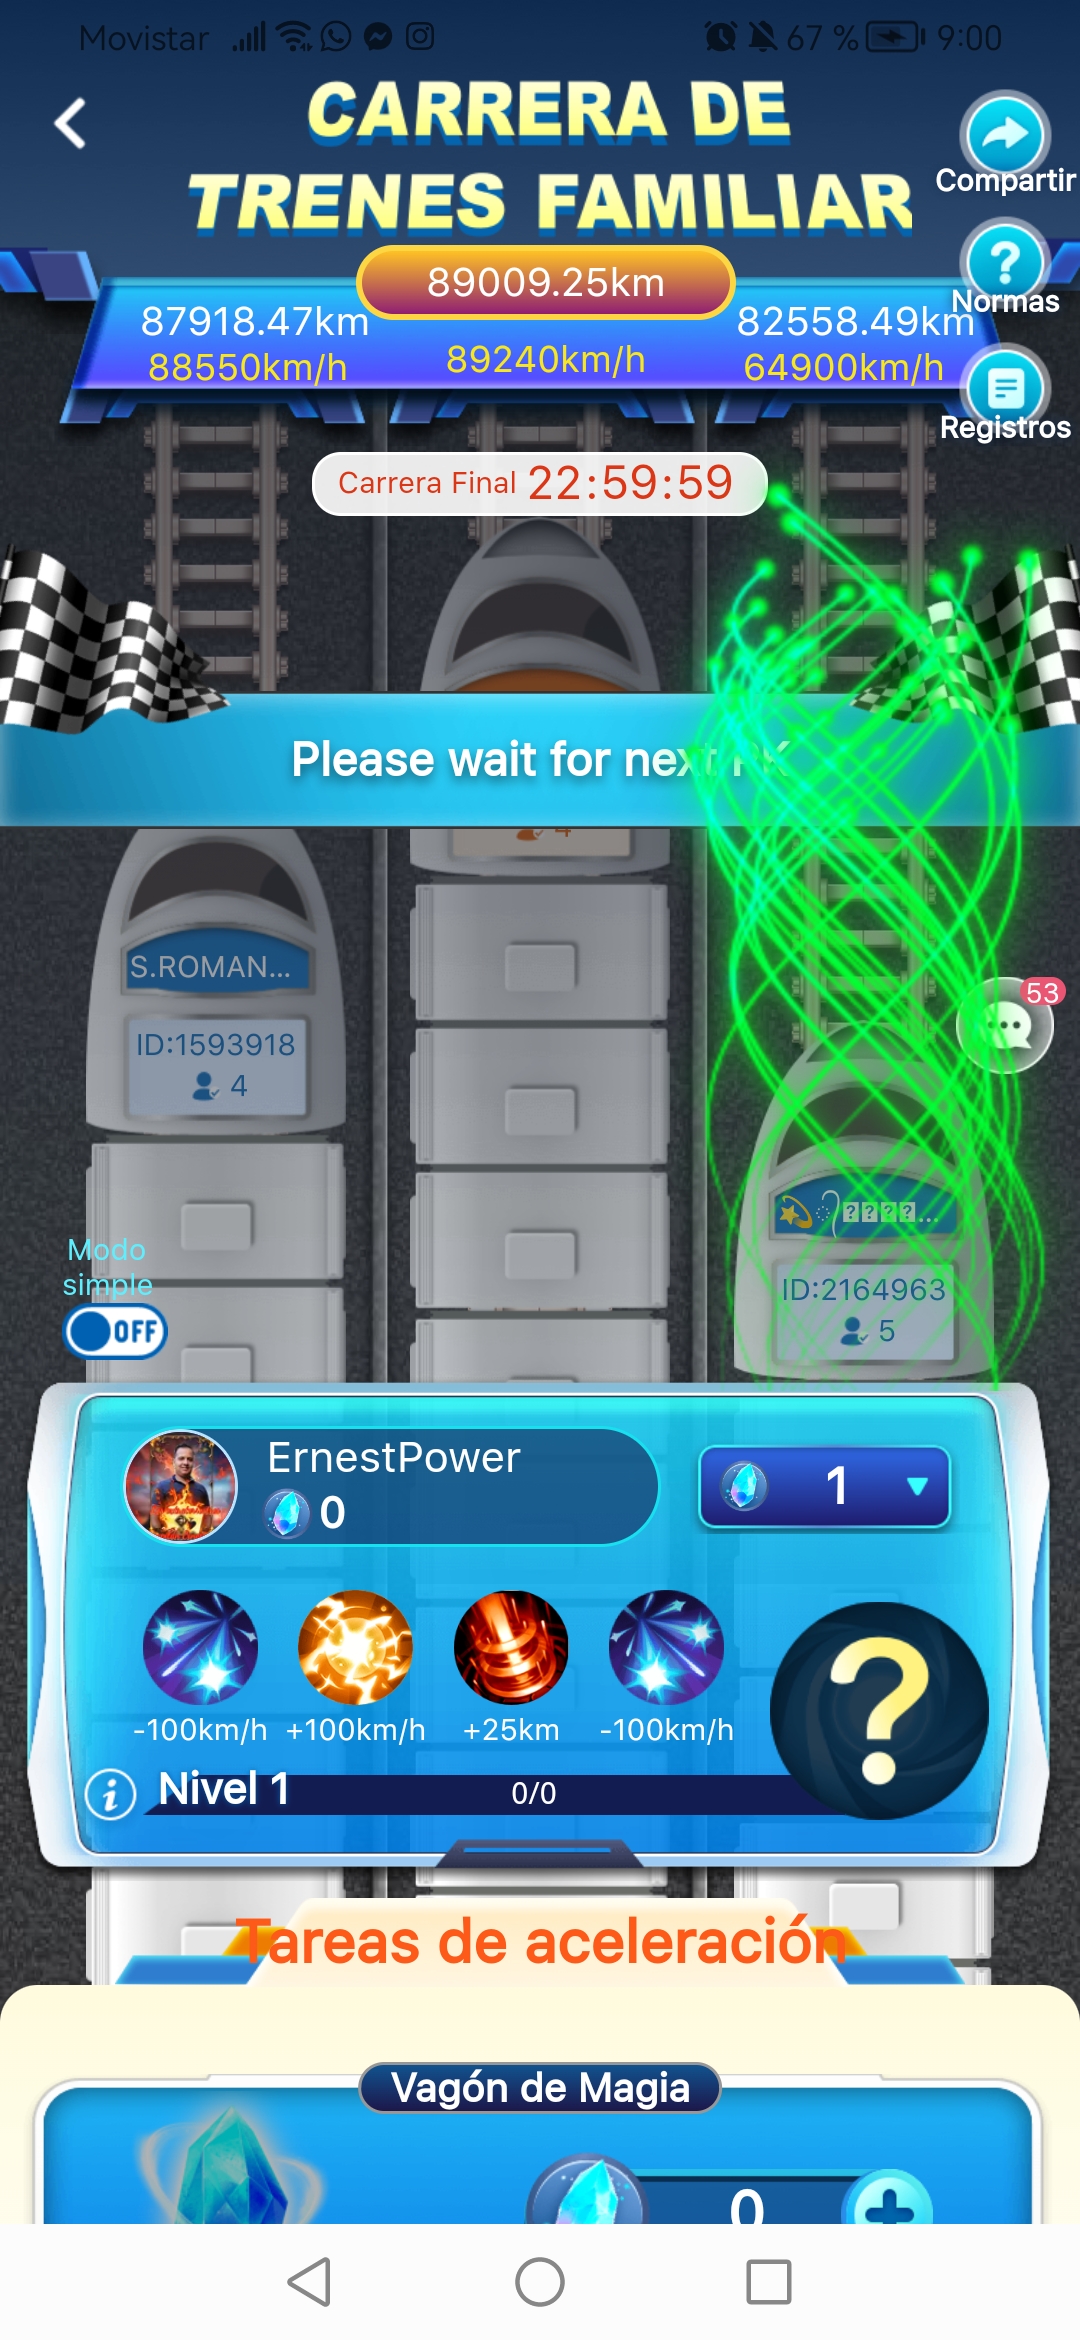 Movistar 67 % 9:00
CARRERA DE
TRENES FAMILIAR
Compartir
Normas
Registros
89009.25km
87918.47km
82558.49km
88550km/h
89240km/h
64900km/h
Carrera Final 22:59:59
Please wait for next PK
4
S.ROMAN...
ID:1593918
4
53
...
ID:2164963
5
Modo
simple
OFF
ErnestPower
0
1
-100km/h +100km/h +25km -100km/h
?
Nivel 1
0/0
Tareas de aceleración
Vagón de Magia
0